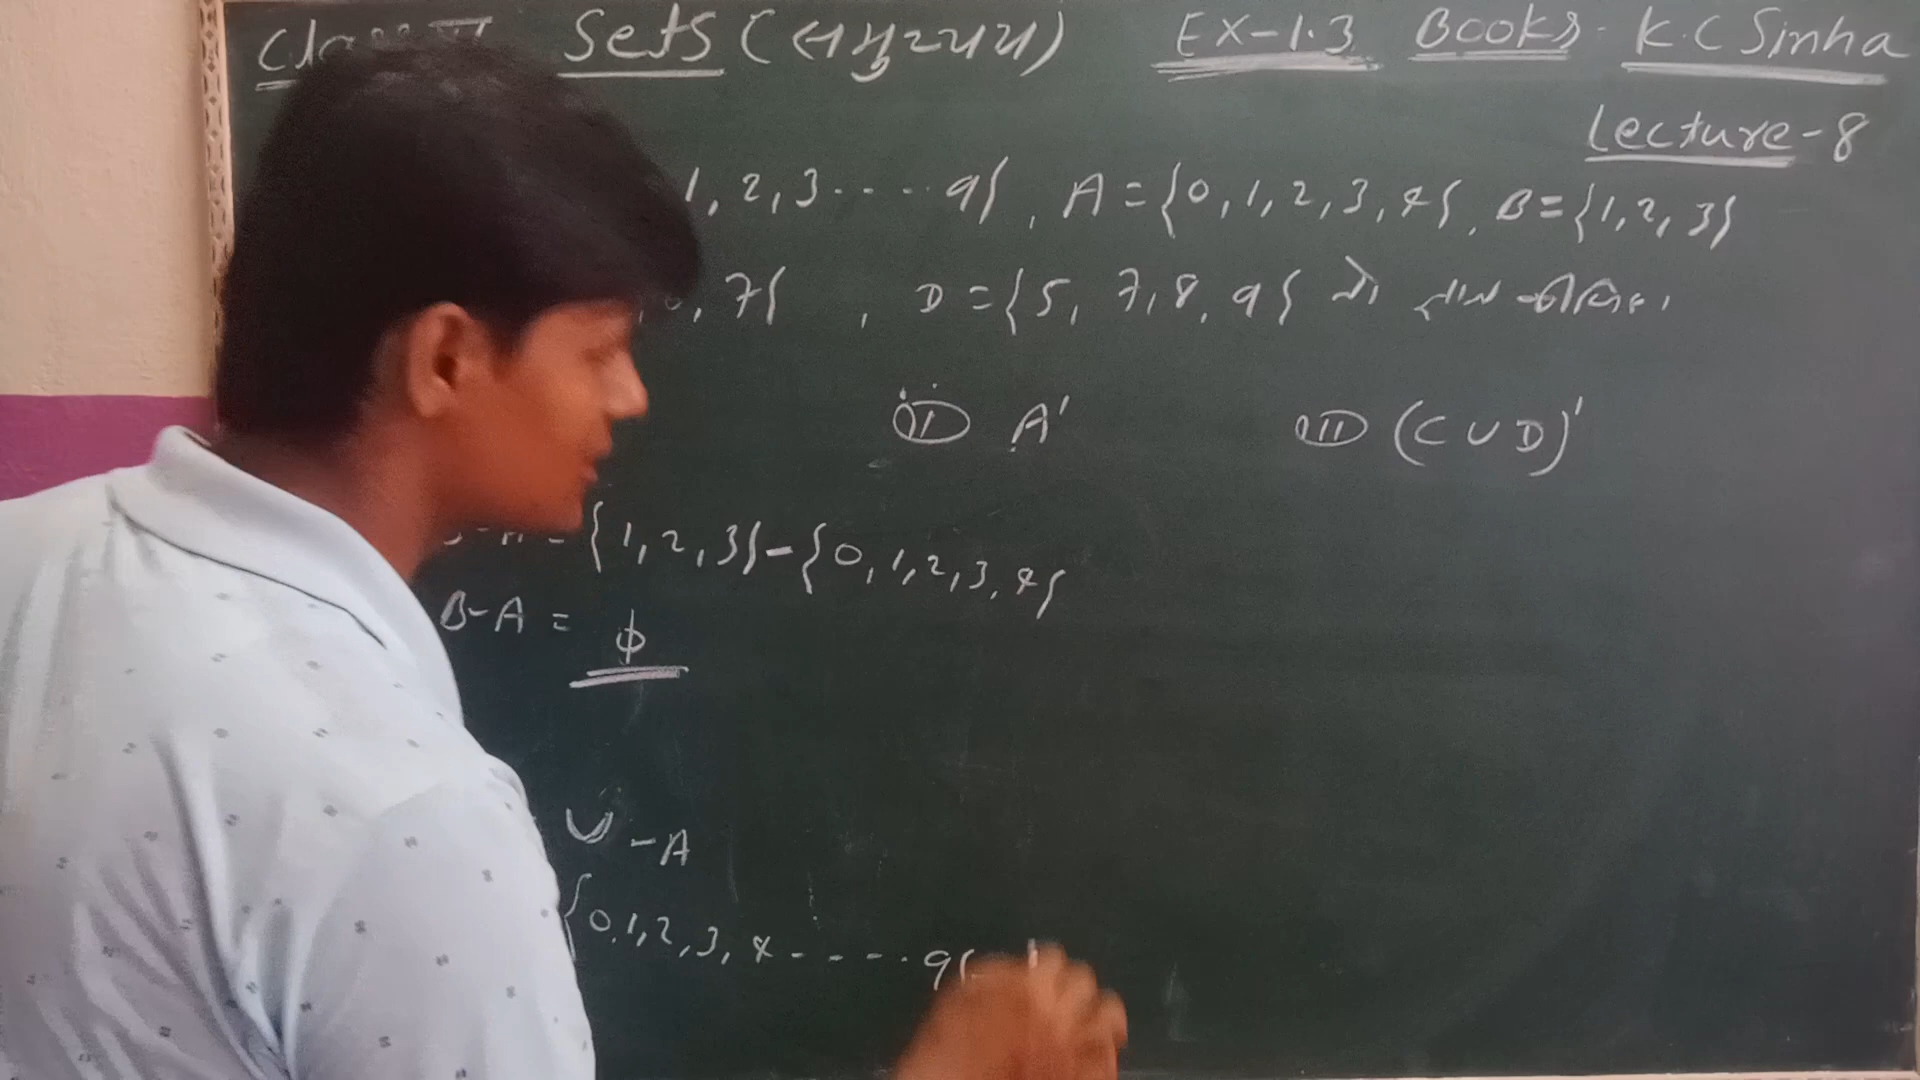 Sets (समुच्चय) EX-1.3 Books- K.C Sinha
Lecture-8
1, 2, 3 .... 9}, A={0,1,2,3,4}, B={1,2,3}
, 7} , D={5, 7,8, 9}
(ii) A' (iii) (C∪D)'
={1,2,3}-{0,1,2,3,4}
B-A = ϕ
U-A
{0,1,2,3,4-----.9}